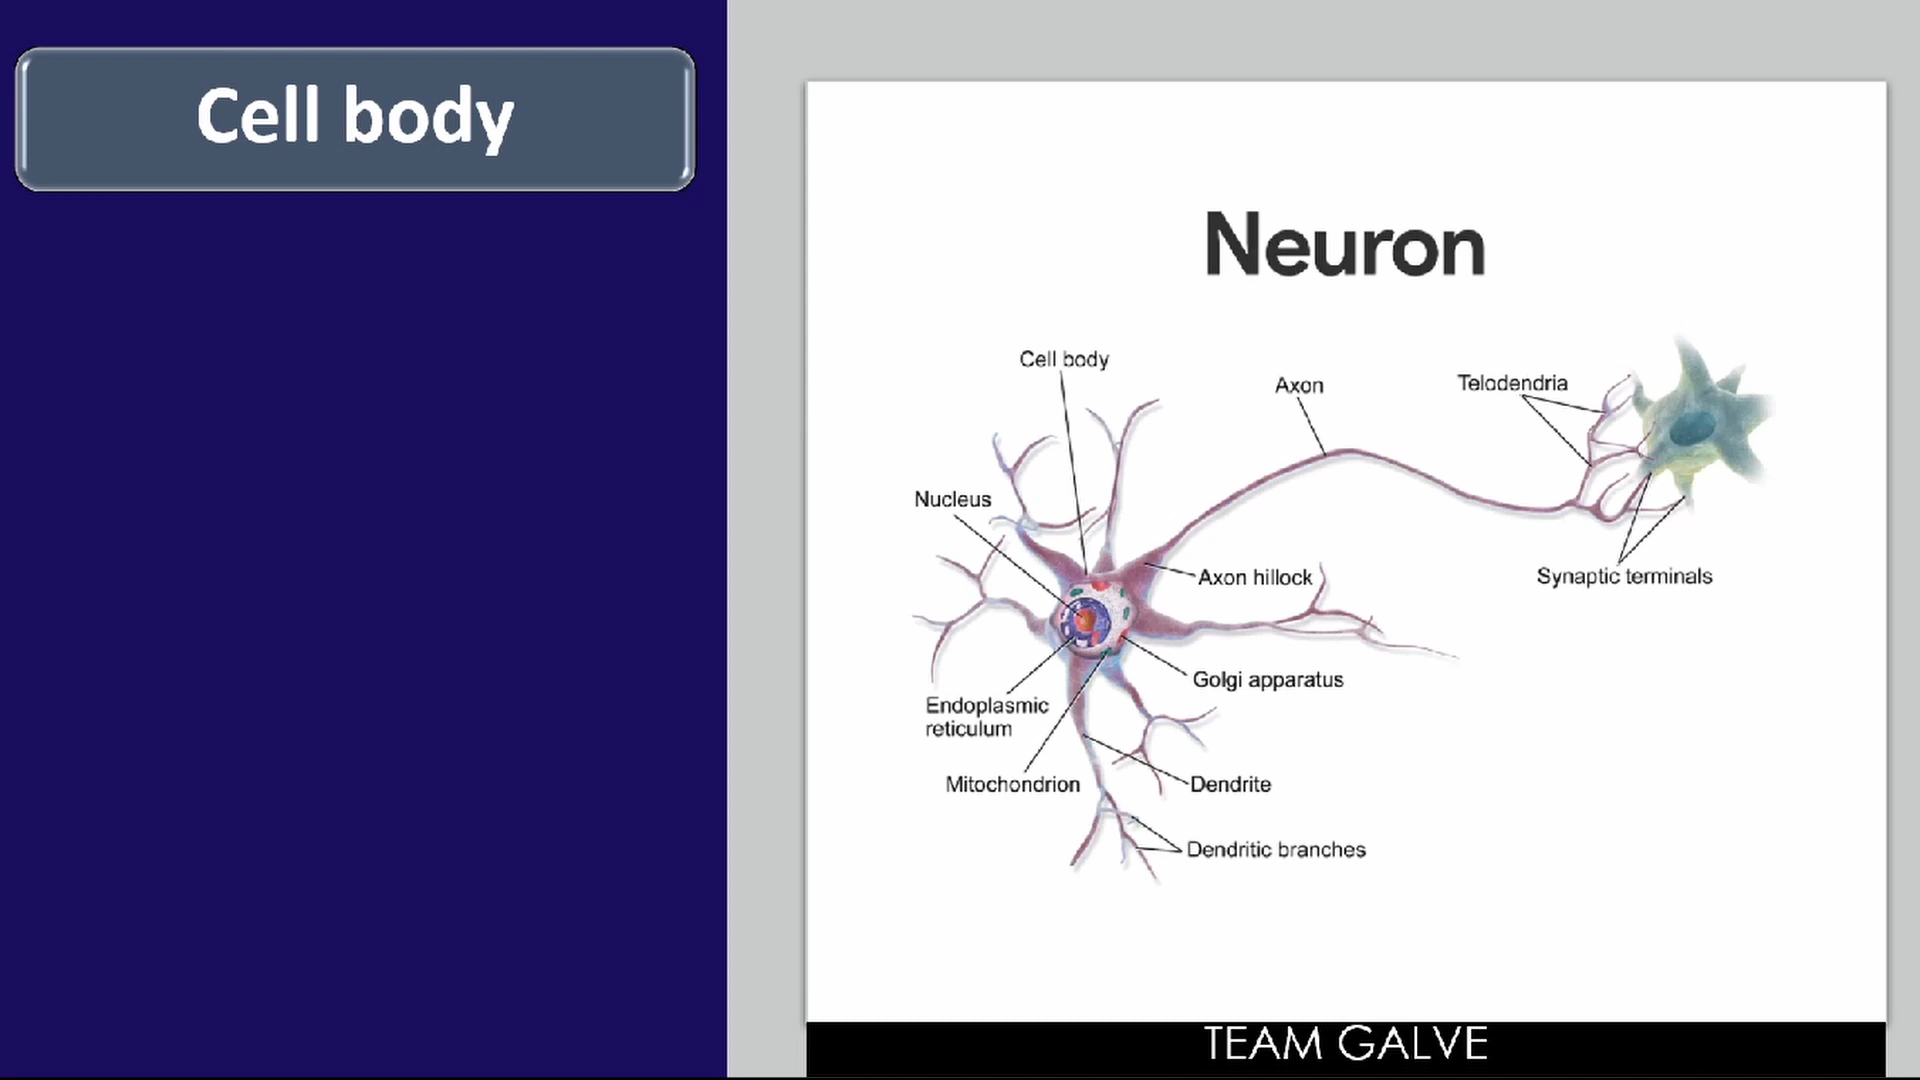 Cell body
Neuron
Cell body
Axon
Telodendria
Nucleus
Axon hillock
Synaptic terminals
Golgi apparatus
Endoplasmic
reticulum
Mitochondrion
Dendrite
Dendritic branches
TEAM GALVE